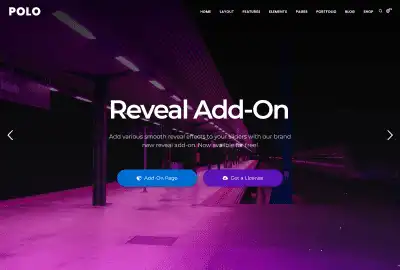 POLO
HOME LAYOUT FEATURES ELEMENTS PAGES PORTFOLIO BLOG SHOP
Reveal Add-On
Add various smooth reveal effects to your sliders with our brand
new reveal add-on. Now available for free!
Add-On Page
Get a License